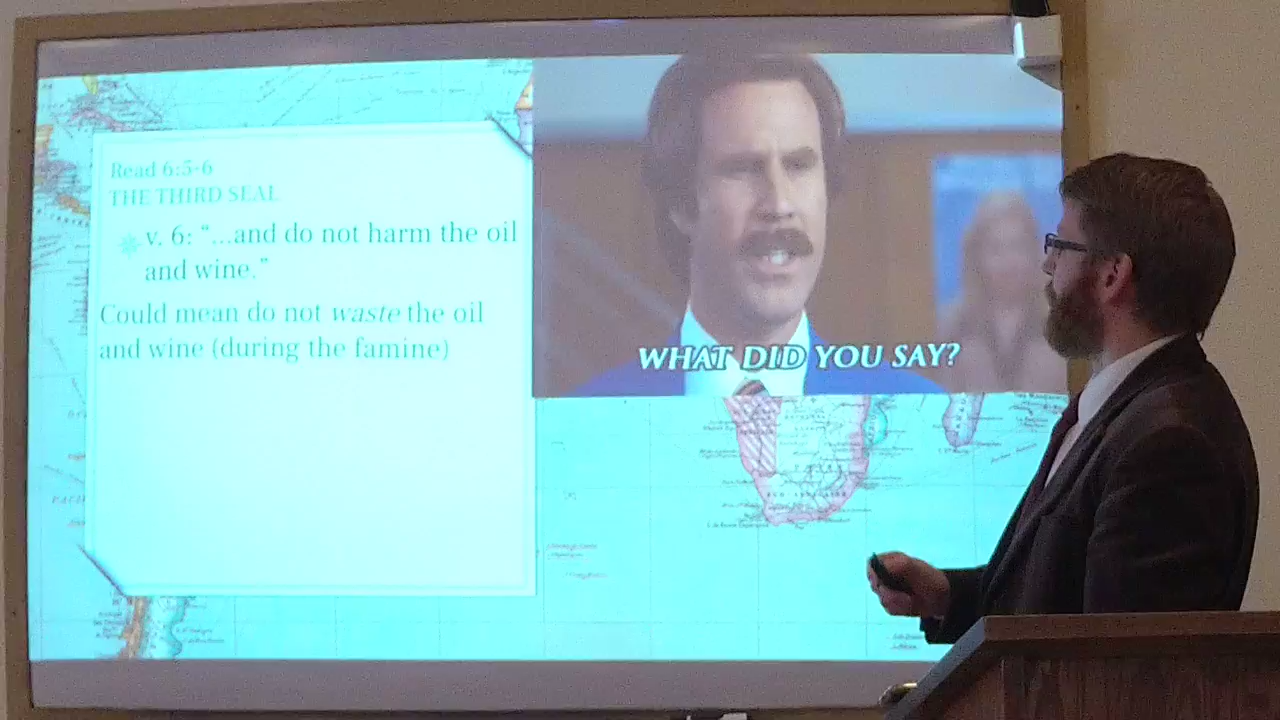 Read 6:5-6
THE THIRD SEAL
v. 6: “...and do not harm the oil
and wine.”
Could mean do not waste the oil
and wine (during the famine)
WHAT DID YOU SAY?